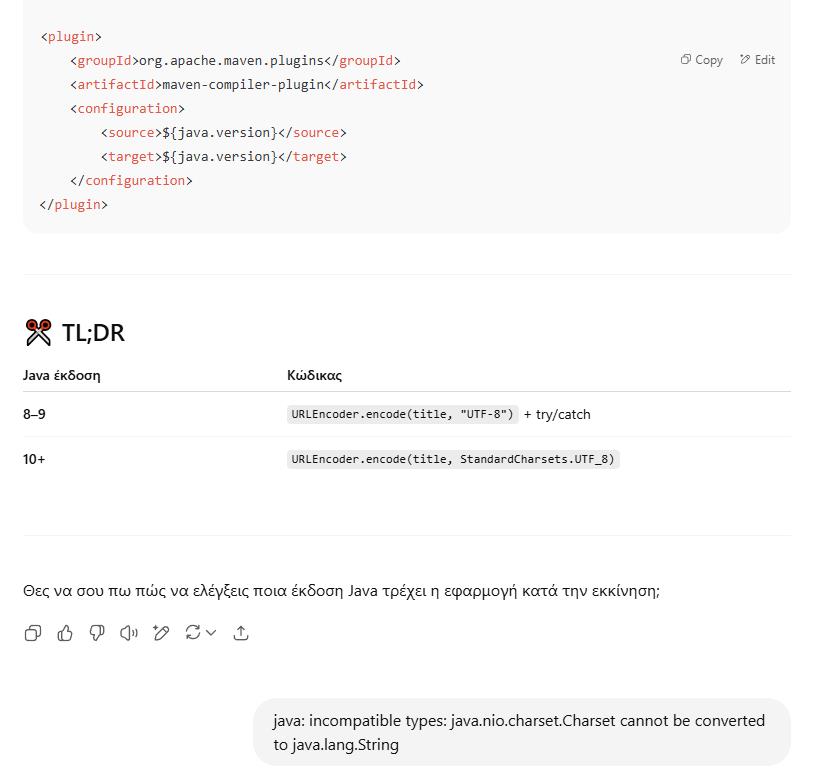 <plugin>
<groupId>org.apache.maven.plugins</groupId>
Copy Edit
<artifactId>maven-compiler-plugin</artifactId>
<configuration>
<source>${java.version}</source>
<target>${java.version}</target>
</configuration>
</plugin>
TL;DR
Java έκδοση Κώδικας
8–9 URLEncoder.encode(title, "UTF-8") + try/catch
10+ URLEncoder.encode(title, StandardCharsets.UTF_8)
Θες να σου πω πώς να ελέγξεις ποια έκδοση Java τρέχει η εφαρμογή κατά την εκκίνηση;
java: incompatible types: java.nio.charset.Charset cannot be converted
to java.lang.String